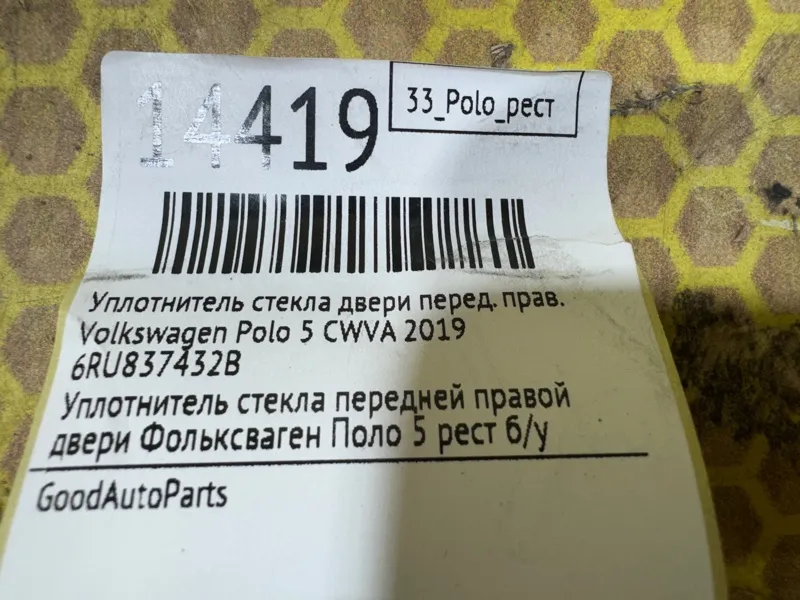 14419
33_Polo_рест
Уплотнитель стекла двери перед. прав.
Volkswagen Polo 5 CWVA 2019
6RU837432B
Уплотнитель стекла передней правой
двери Фольксваген Поло 5 рест б/у
GoodAutoParts